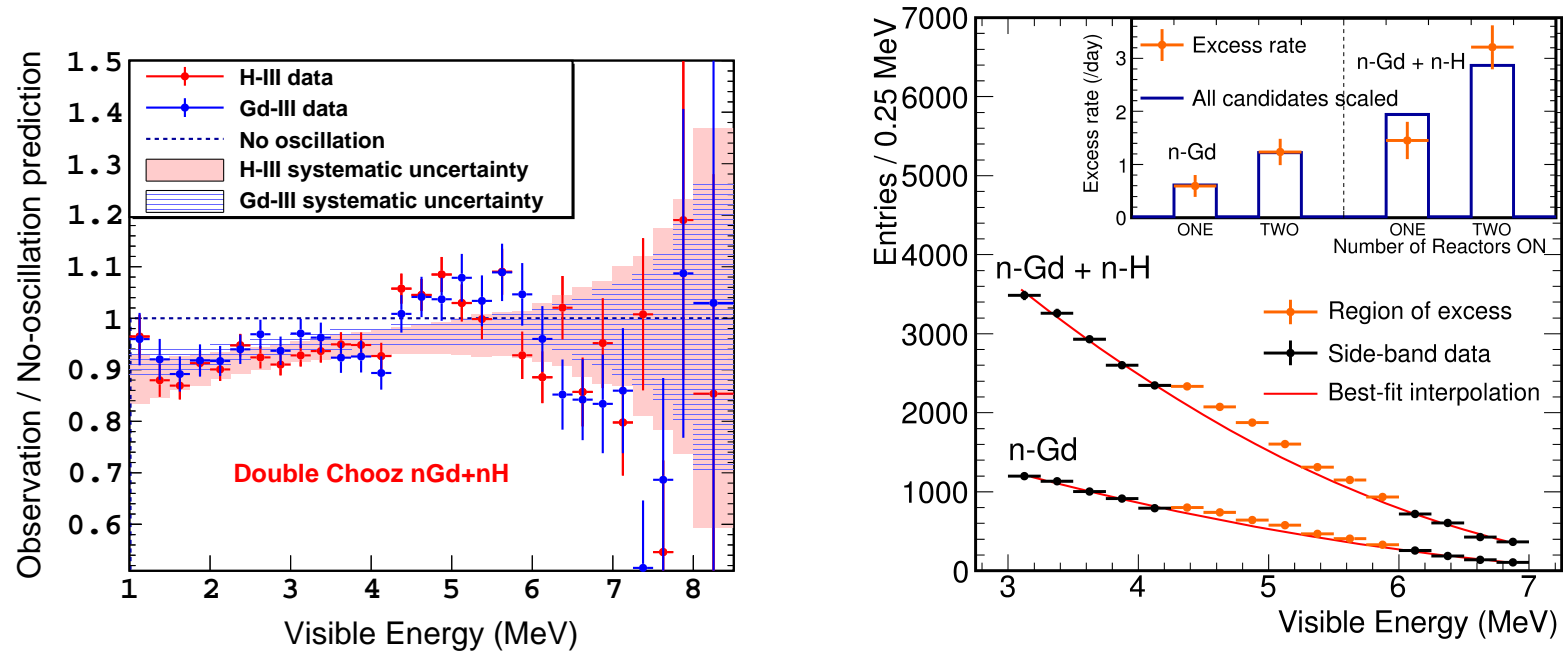 Observation / No-oscillation prediction
1.5
1.4
1.3
1.2
1.1
1
0.9
0.8
0.7
0.6
H-III data
Gd-III data
No oscillation
H-III systematic uncertainty
Gd-III systematic uncertainty
Double Chooz nGd+nH
1 2 3 4 5 6 7 8
Visible Energy (MeV)
Entries / 0.25 MeV
7000
6000
5000
4000
3000
2000
1000
0
Excess rate (/day)
3
2
1
0
Excess rate
All candidates scaled
n-Gd
n-Gd + n-H
ONE TWO ONE TWO
Number of Reactors ON
n-Gd + n-H
n-Gd
Region of excess
Side-band data
Best-fit interpolation
3 4 5 6 7
Visible Energy (MeV)